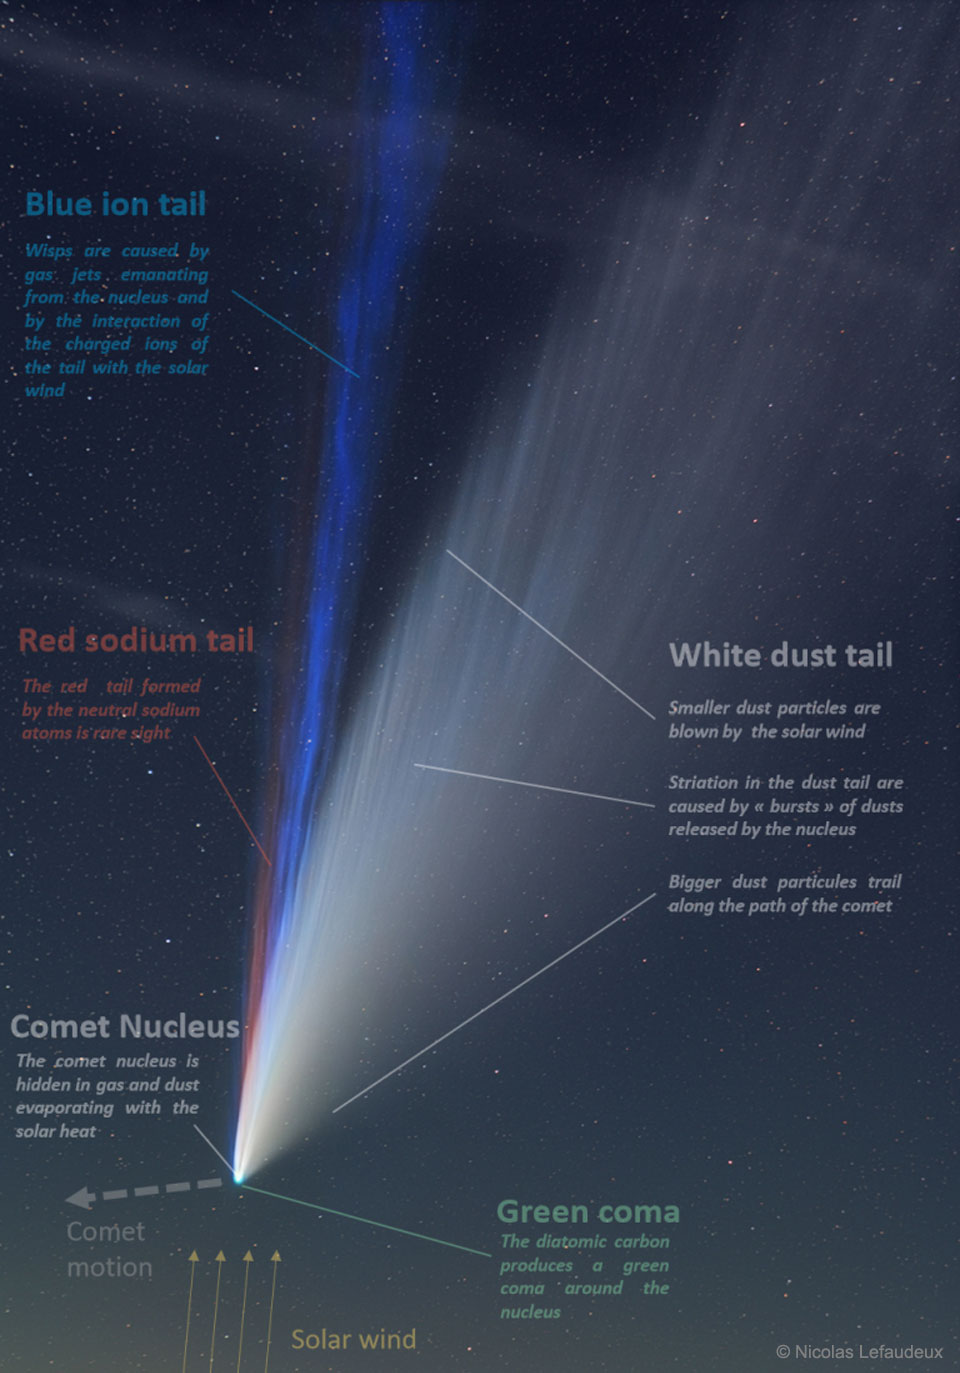 Blue ion tail
Wisps are caused by
gas jets emanating
from the nucleus and
by the interaction of
the charged ions of
the tail with the solar
wind
Red sodium tail
The red tail formed
by the neutral sodium
atoms is rare sight
White dust tail
Smaller dust particles are
blown by the solar wind
Striation in the dust tail are
caused by « bursts » of dusts
released by the nucleus
Bigger dust particules trail
along the path of the comet
Comet Nucleus
The comet nucleus is
hidden in gas and dust
evaporating with the
solar heat
Comet
motion
Green coma
The diatomic carbon
produces a green
coma around the
nucleus
Solar wind
© Nicolas Lefaudeux